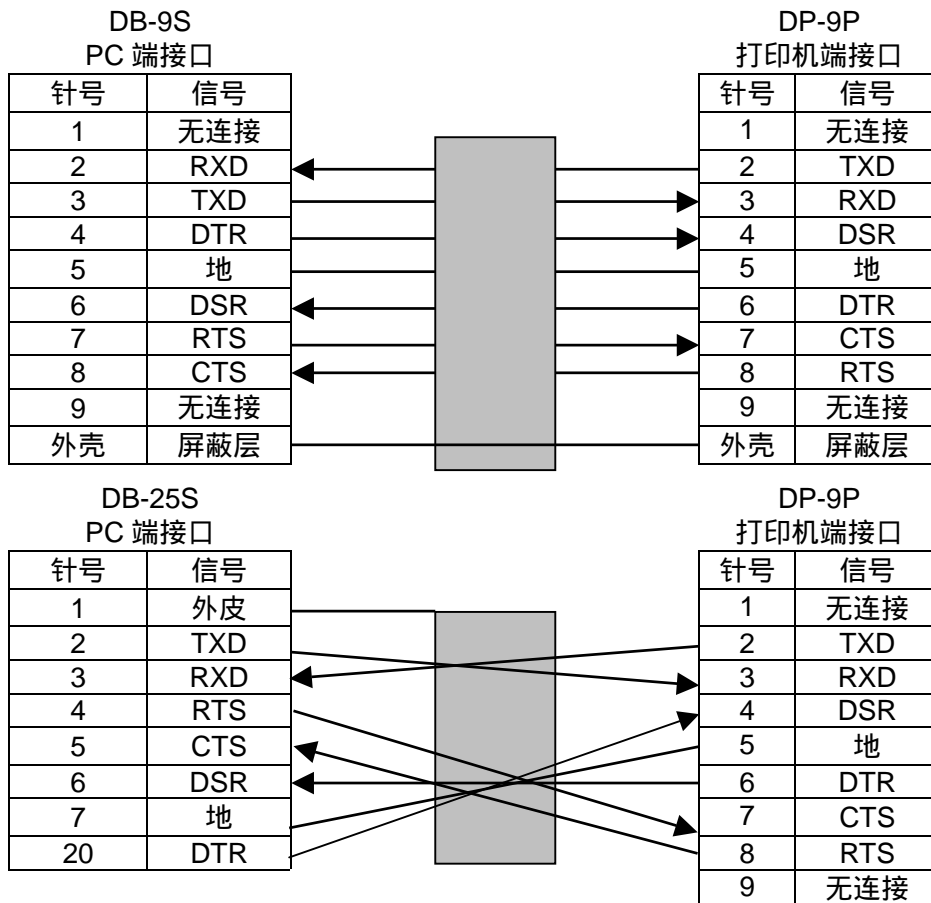 DB-9S DP-9P
PC 端接口 打印机端接口
针号 信号 针号 信号
1 无连接 1 无连接
2 RXD 2 TXD
3 TXD 3 RXD
4 DTR 4 DSR
5 地 5 地
6 DSR 6 DTR
7 RTS 7 CTS
8 CTS 8 RTS
9 无连接 9 无连接
外壳 屏蔽层 外壳 屏蔽层
DB-25S DP-9P
PC 端接口 打印机端接口
针号 信号 针号 信号
1 外皮 1 无连接
2 TXD 2 TXD
3 RXD 3 RXD
4 RTS 4 DSR
5 CTS 5 地
6 DSR 6 DTR
7 地 7 CTS
20 DTR 8 RTS
9 无连接